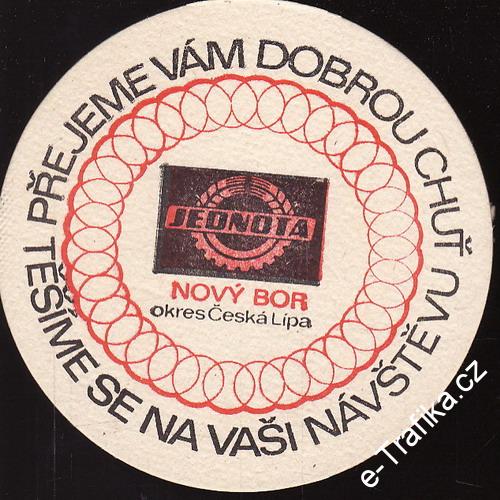 PŘEJEME VÁM DOBROU CHUŤ
TĚŠÍME SE NA VAŠI NÁVŠTĚVU
JEDNOTA
NOVÝ BOR
okres Česká Lípa
e-Trafika.cz